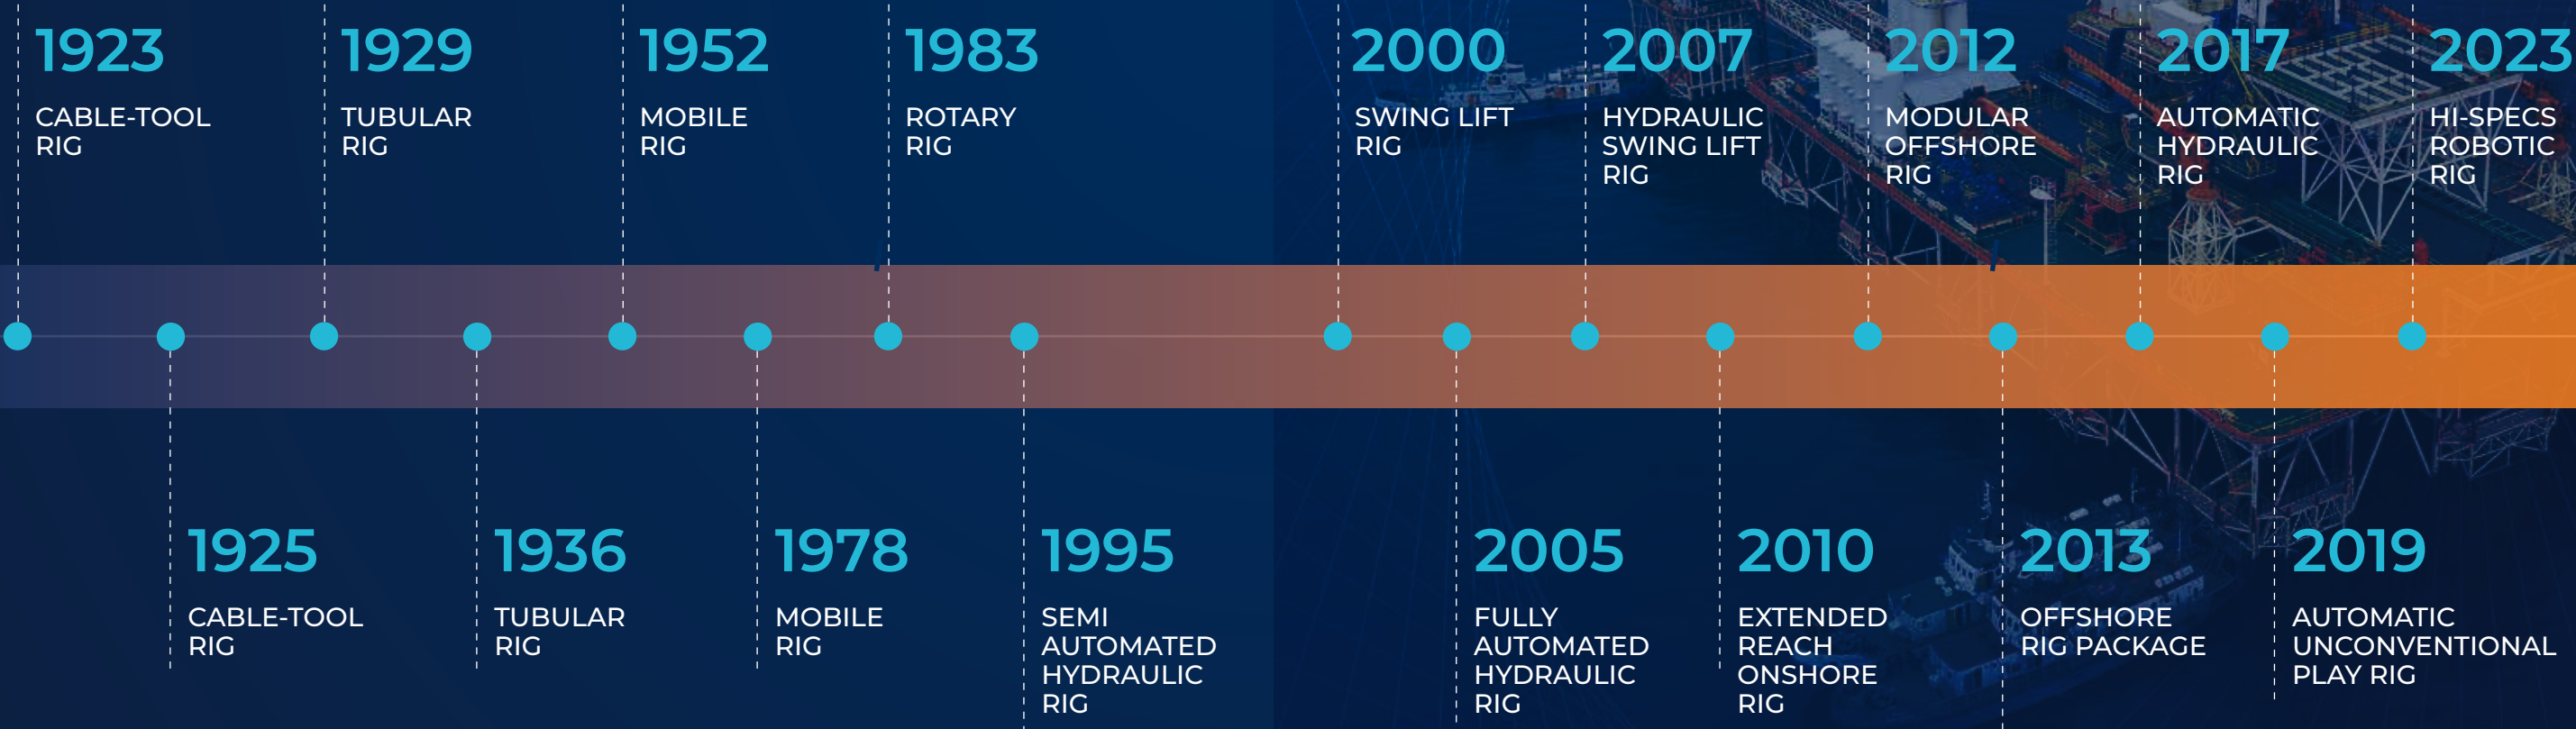 1923
CABLE-TOOL
RIG
1929
TUBULAR
RIG
1952
MOBILE
RIG
1983
ROTARY
RIG
2000
SWING LIFT
RIG
2007
HYDRAULIC
SWING LIFT
RIG
2012
MODULAR
OFFSHORE
RIG
2017
AUTOMATIC
HYDRAULIC
RIG
2023
HI-SPECS
ROBOTIC
RIG
1925
CABLE-TOOL
RIG
1936
TUBULAR
RIG
1978
MOBILE
RIG
1995
SEMI
AUTOMATED
HYDRAULIC
RIG
2005
FULLY
AUTOMATED
HYDRAULIC
RIG
2010
EXTENDED
REACH
ONSHORE
RIG
2013
OFFSHORE
RIG PACKAGE
2019
AUTOMATIC
UNCONVENTIONAL
PLAY RIG